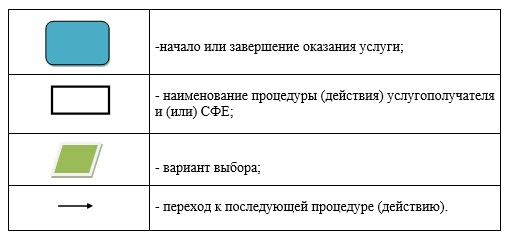 -начало или завершение оказания услуги;
- наименование процедуры (действия) услугополучателя
и (или) СФЕ;
- вариант выбора;
- переход к последующей процедуре (действию).